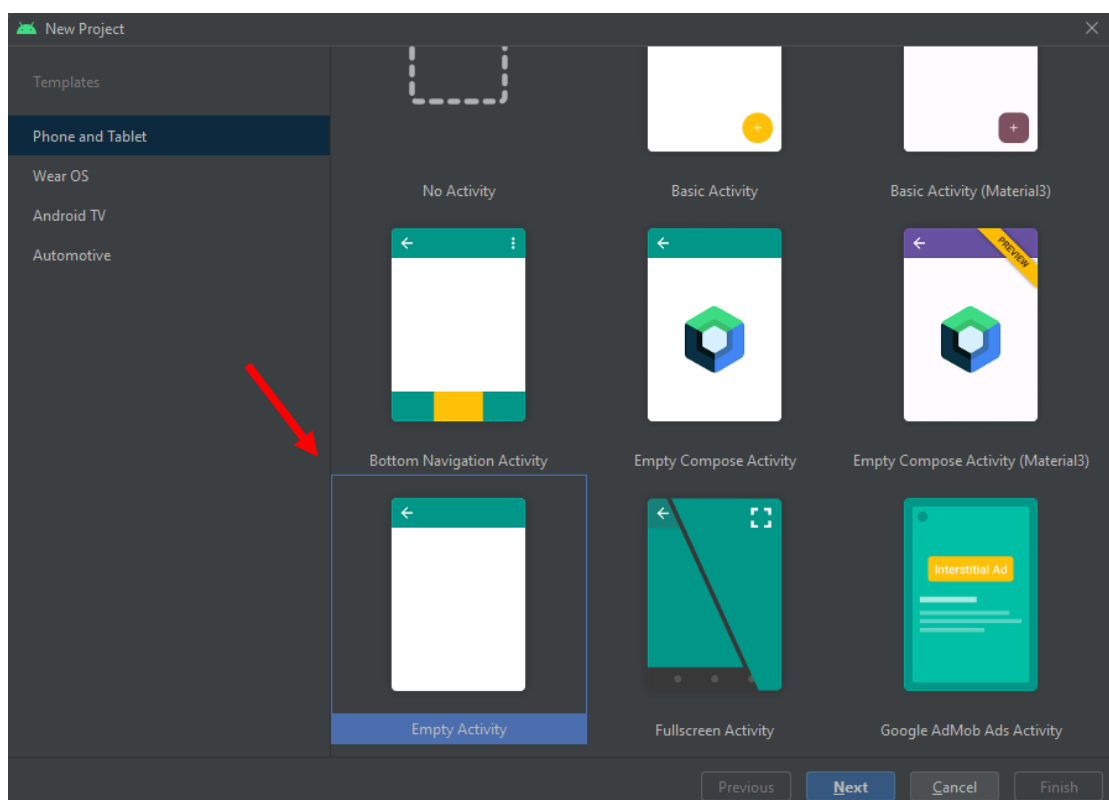 New Project
Templates
Phone and Tablet
Wear OS
Android TV
Automotive
No Activity
Basic Activity
Basic Activity (Material3)
PREVIEW
Bottom Navigation Activity
Empty Compose Activity
Empty Compose Activity (Material3)
Interstitial Ad
Empty Activity
Fullscreen Activity
Google AdMob Ads Activity
Previous
Next
Cancel
Finish